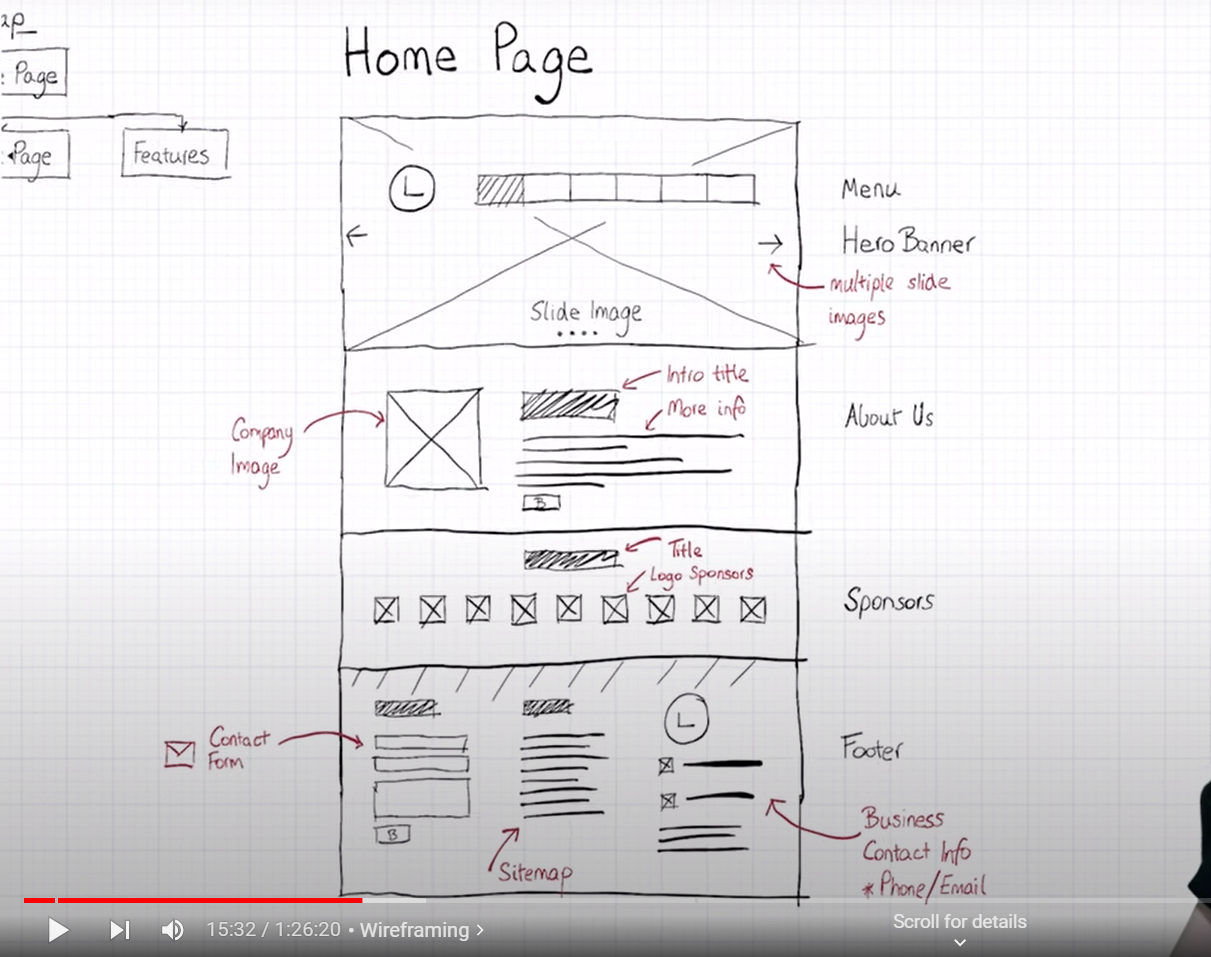 Home Page
: Page
Page
Features
L
Menu
Hero Banner
multiple slide
images
Slide Image
Intro title
More info
Company
Image
B
About Us
Title
Logo Sponsors
Sponsors
Contact
Form
L
B
Footer
Sitemap
Business
Contact Info
* Phone/Email
15:32 / 1:26:20 • Wireframing >
Scroll for details